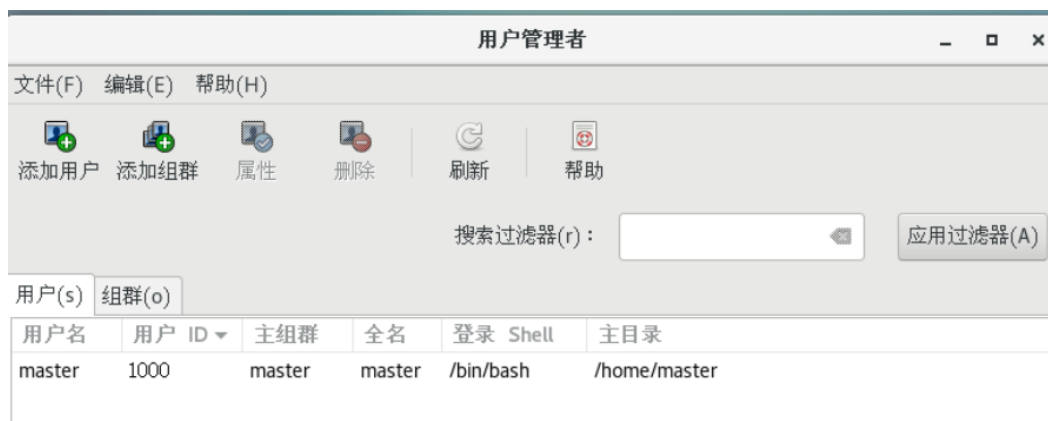 用户管理者
文件(F) 编辑(E) 帮助(H)
添加用户 添加组群 属性 删除 刷新 帮助
搜索过滤器(r)： 应用过滤器(A)
用户(s) 组群(o)
用户名 用户 ID 主组群 全名 登录 Shell 主目录
master 1000 master master /bin/bash /home/master